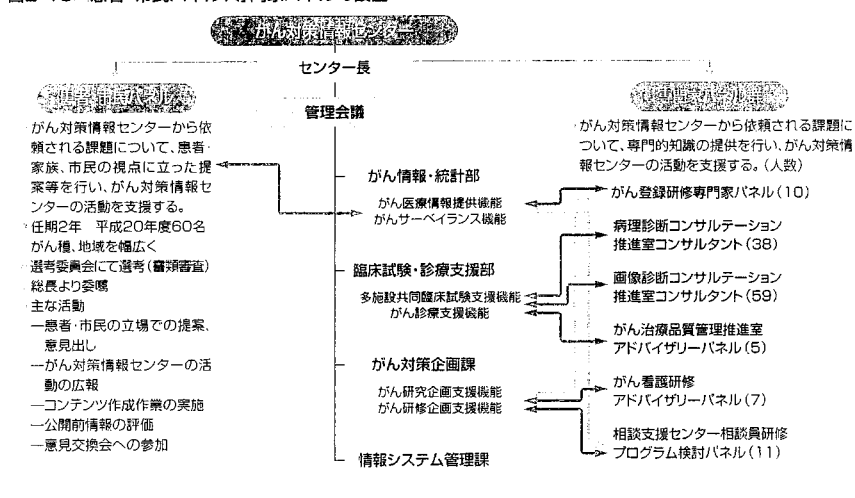 がん対策情報センター
センター長
管理会議
患者・市民パネル
がん対策情報センターから依
頼される課題について、患者・
家族、市民の視点に立った提
案等を行い、がん対策情報セ
ンターの活動を支援する。
任期2年　平成20年度60名
がん種、地域を幅広く
選考委員会にて選考(書類審査)
総長より委嘱
主な活動
―患者・市民の立場での提案、
意見出し
―がん対策情報センターの活
動の広報
―コンテンツ作成作業の実施
―公開前情報の評価
―意見交換会への参加
がん情報・統計部
がん医療情報提供機能
がんサーベイランス機能
臨床試験・診療支援部
多施設共同臨床試験支援機能
がん診療支援機能
がん対策企画課
がん研究企画支援機能
がん研修企画支援機能
情報システム管理課
がん対策情報センターから依頼される課題に
ついて、専門的知識の提供を行い、がん対策情
報センターの活動を支援する。(人数)
がん登録研修専門家パネル(10)
病理診断コンサルテーション
推進室コンサルタント(38)
画像診断コンサルテーション
推進室コンサルタント(59)
がん治療品質管理推進室
アドバイザリーパネル(5)
がん看護研修
アドバイザリーパネル(7)
相談支援センター相談員研修
プログラム検討パネル(11)